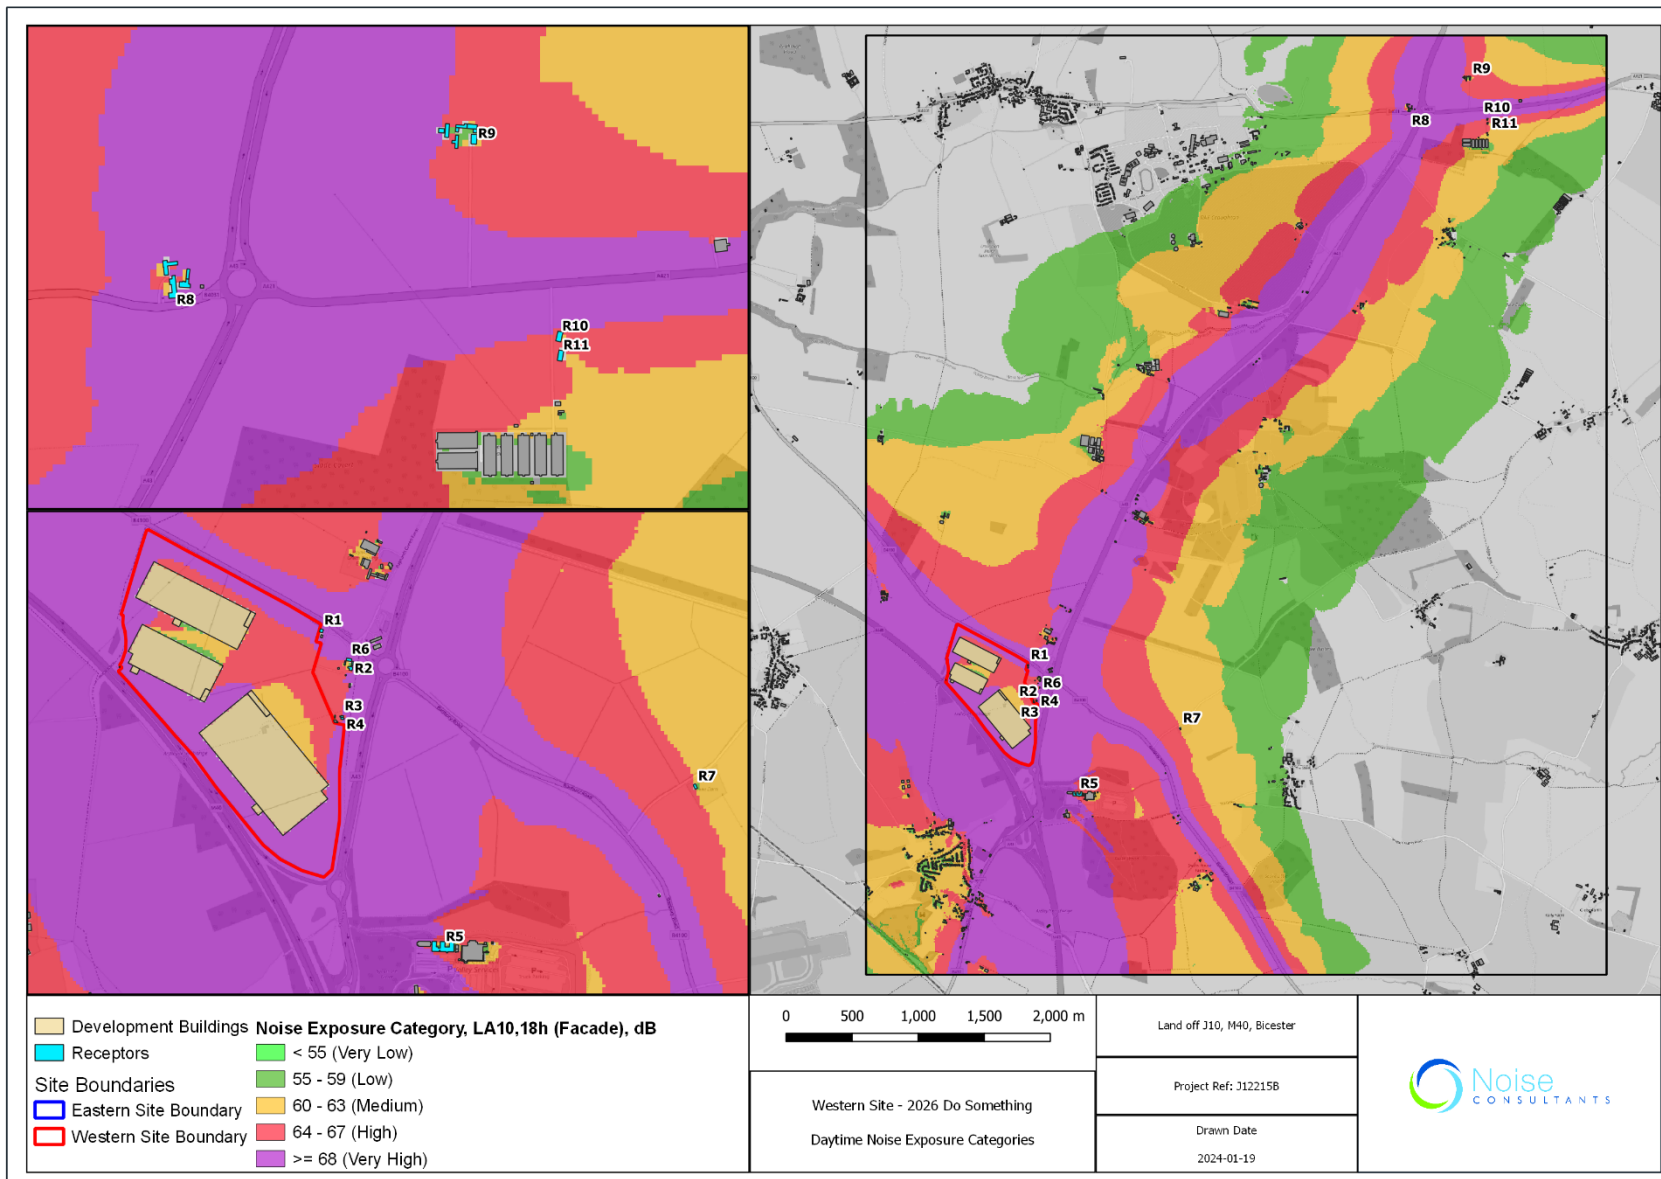 R9
R8
R10
R11
R9
R10
R8
R11
R1
R6
R2
R3
R4
R7
R5
R1
R6
R2
R4
R3
R7
R5
Development Buildings
Receptors
Site Boundaries
Eastern Site Boundary
Western Site Boundary
Noise Exposure Category, LA10,18h (Facade), dB
< 55 (Very Low)
55 - 59 (Low)
60 - 63 (Medium)
64 - 67 (High)
>= 68 (Very High)
0 500 1,000 1,500 2,000 m
Western Site - 2026 Do Something
Daytime Noise Exposure Categories
Land off J10, M40, Bicester
Project Ref: J12215B
Drawn Date
2024-01-19
Noise
CONSULTANTS